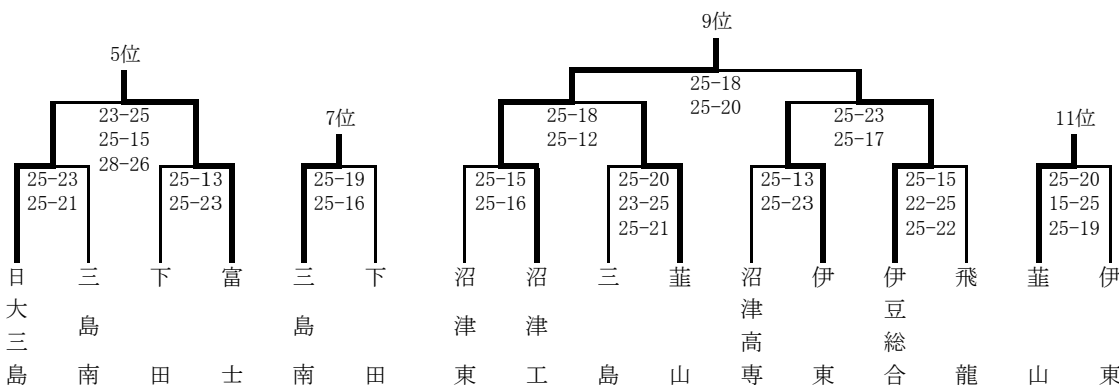 9位
5位
25-18
25-20
23-25
25-15
28-26
7位
25-18
25-12
25-23
25-17
11位
25-23
25-21
25-13
25-23
25-19
25-16
25-15
25-16
25-20
23-25
25-21
25-13
25-23
25-15
22-25
25-22
25-20
15-25
25-19
日大三島
三島南
下田
富士
三島南
下田
沼津東
沼津工
三島
韮山
沼津高専
伊東
伊豆総合
飛龍
韮山
伊東